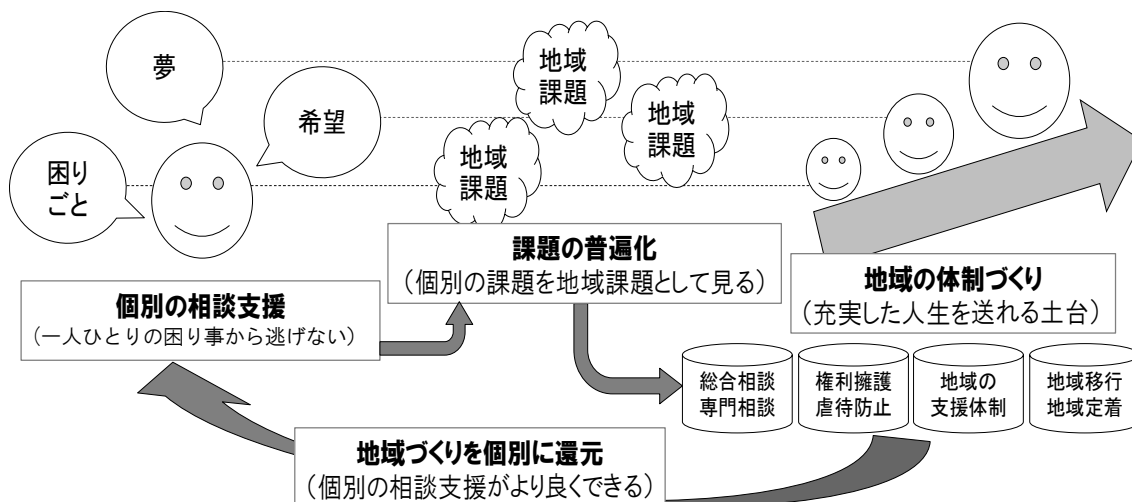 夢
希望
困り
ごと
地域
課題
地域
課題
地域
課題
個別の相談支援
（一人ひとりの困り事から逃げない）
課題の普遍化
（個別の課題を地域課題として見る）
地域の体制づくり
（充実した人生を送れる土台）
総合相談
専門相談
権利擁護
虐待防止
地域の
支援体制
地域移行
地域定着
地域づくりを個別に還元
（個別の相談支援がより良くできる）